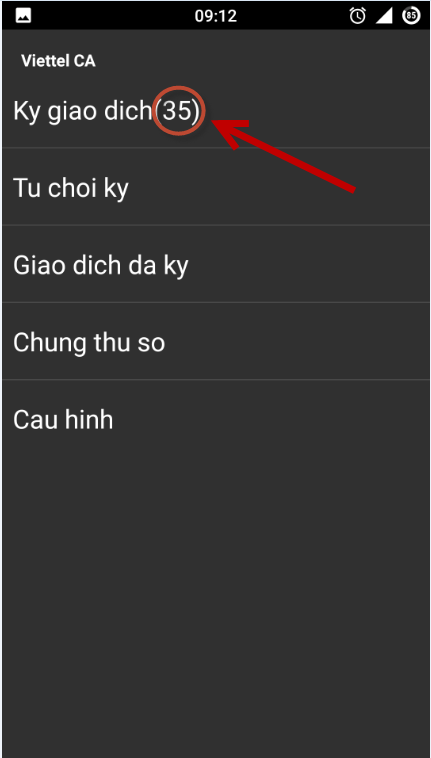 09:12
85
Viettel CA
Ky giao dich(35)
Tu choi ky
Giao dich da ky
Chung thu so
Cau hinh